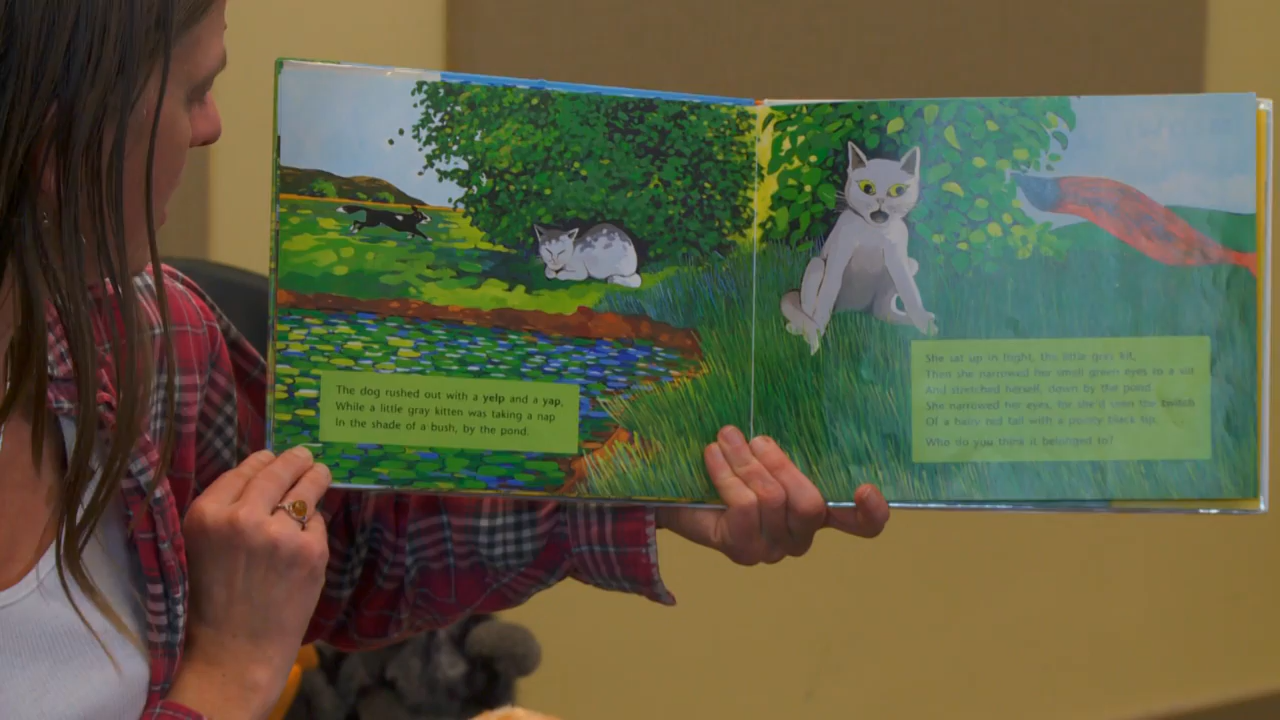 The dog rushed out with a yelp and a yap,
While a little gray kitten was taking a nap
In the shade of a bush, by the pond.
She sat up in fright, the little gray kit,
Then she narrowed her small green eyes to a slit
And stretched herself, down by the pond.
She narrowed her eyes, for she'd seen the twitch
Of a hairy red tail with a pointy black tip.
Who do you think it belonged to?